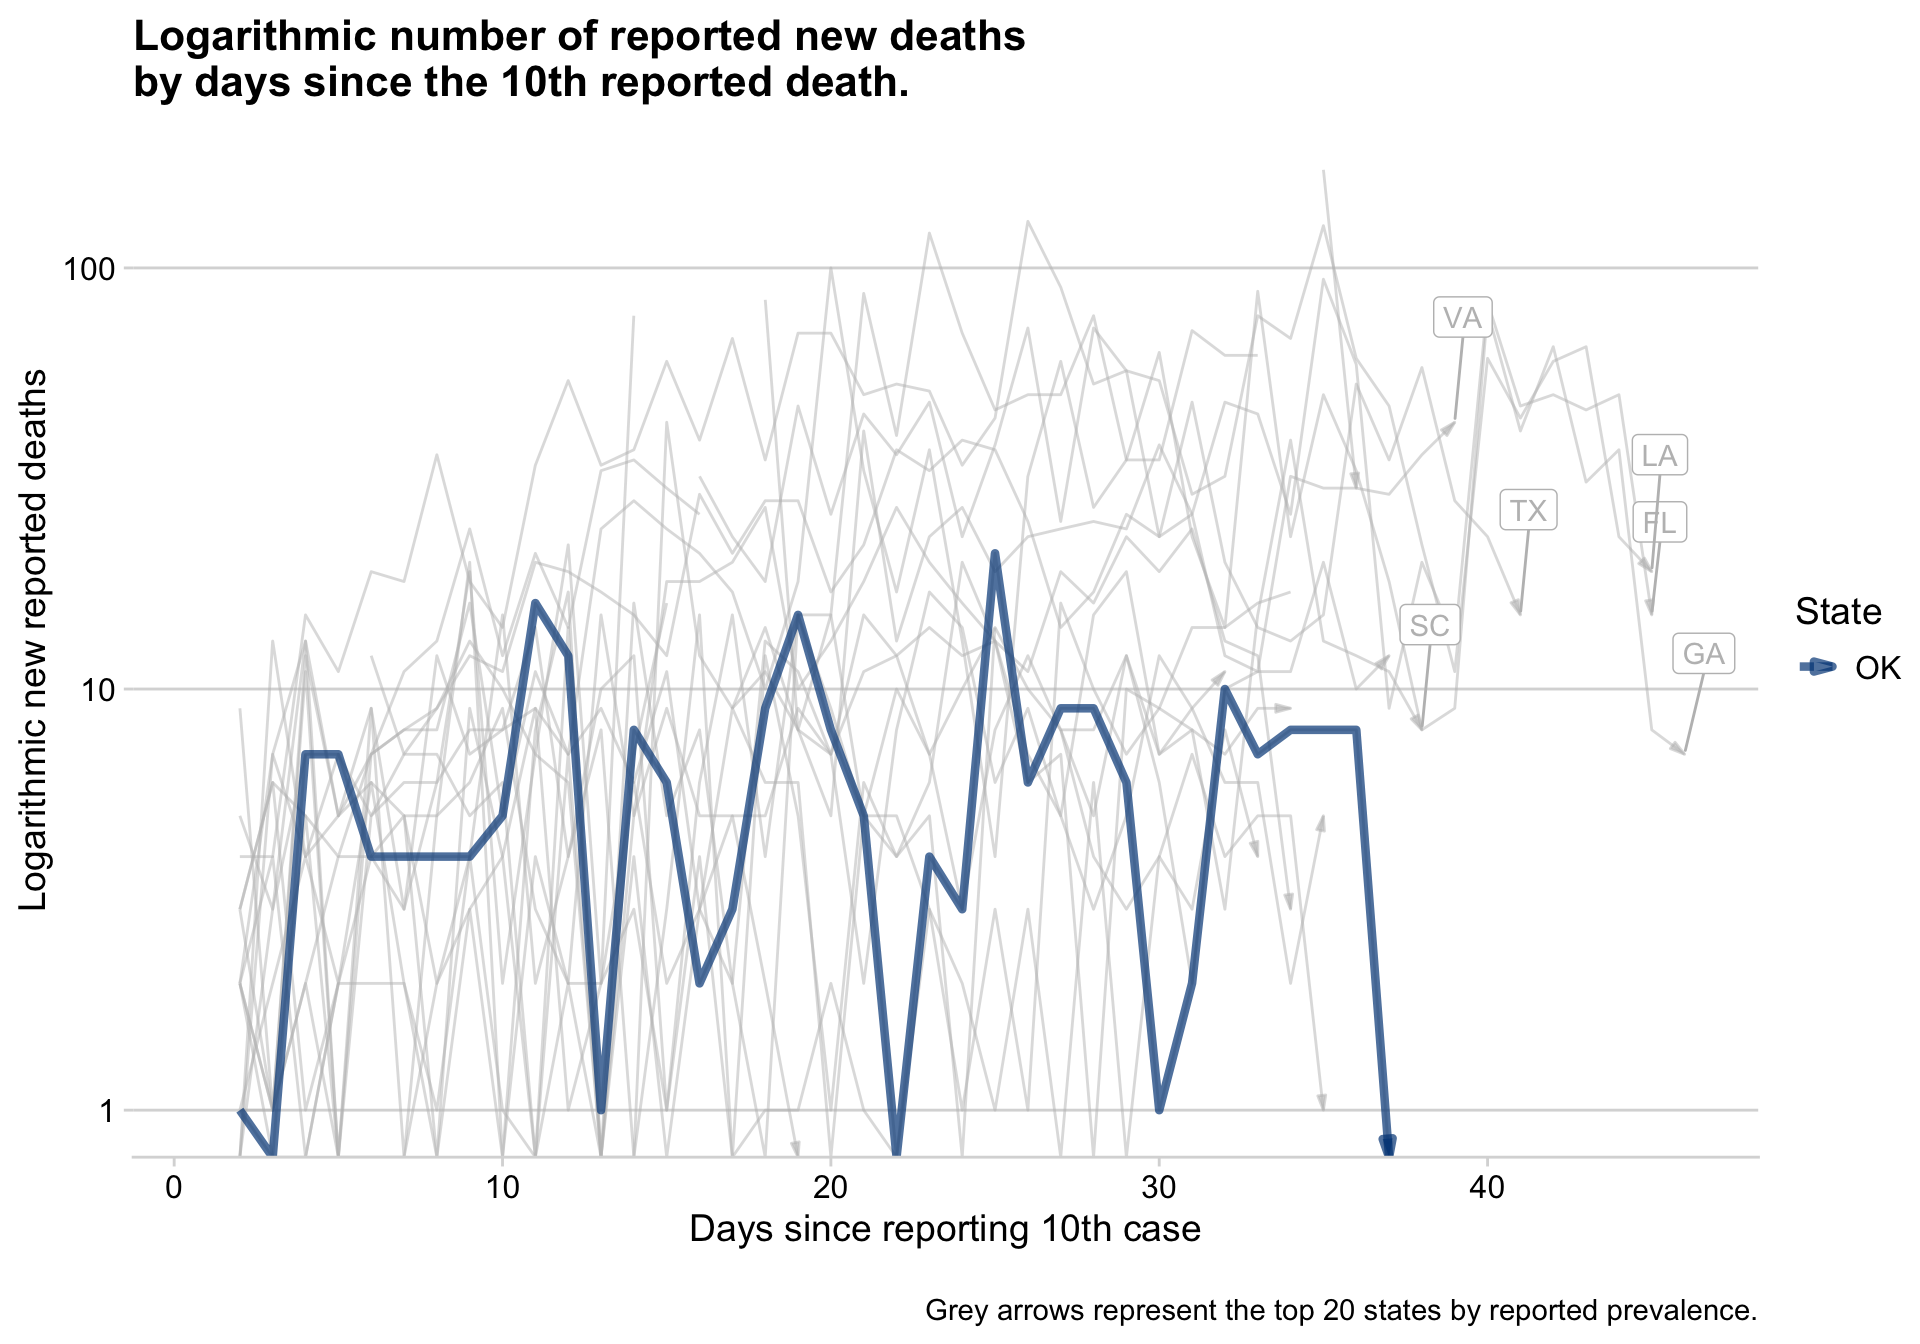 Logarithmic number of reported new deaths
by days since the 10th reported death.
Logarithmic new reported deaths
100
10
1
VA
LA
TX
FL
SC
GA
State
OK
0 10 20 30 40
Days since reporting 10th case
Grey arrows represent the top 20 states by reported prevalence.